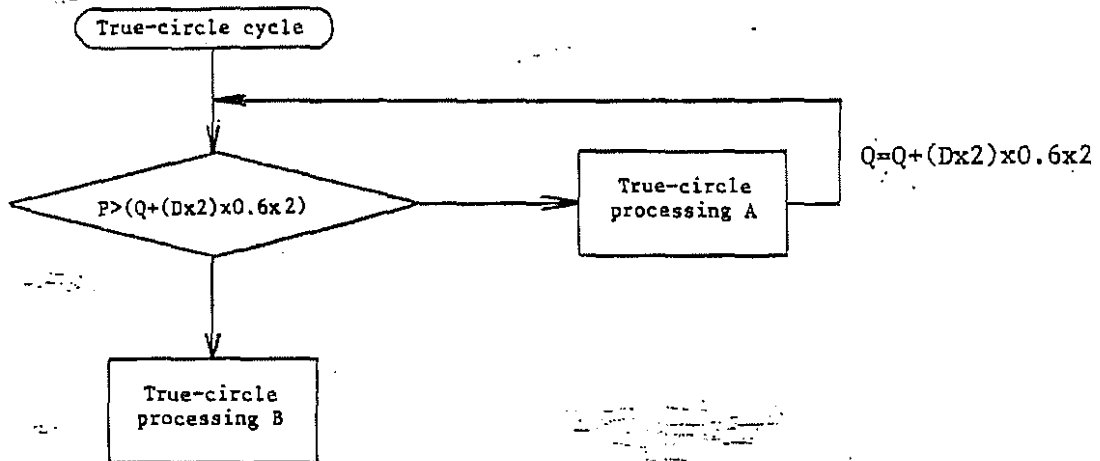 True-circle cycle
Q=Q+(Dx2)x0.6x2
P>(Q+(Dx2)x0.6x2)
True-circle
processing A
True-circle
processing B